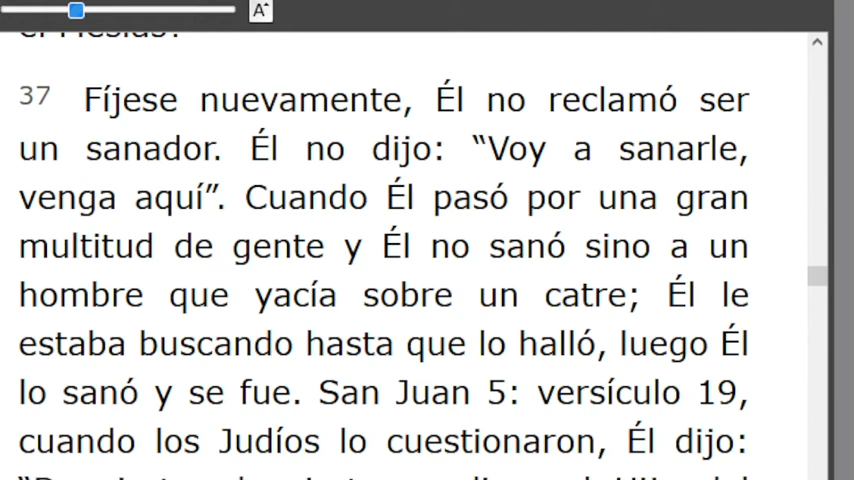 A
37 Fíjese nuevamente, Él no reclamó ser
un sanador. Él no dijo: “Voy a sanarle,
venga aquí”. Cuando Él pasó por una gran
multitud de gente y Él no sanó sino a un
hombre que yacía sobre un catre; Él le
estaba buscando hasta que lo halló, luego Él
lo sanó y se fue. San Juan 5: versículo 19,
cuando los Judíos lo cuestionaron, Él dijo: